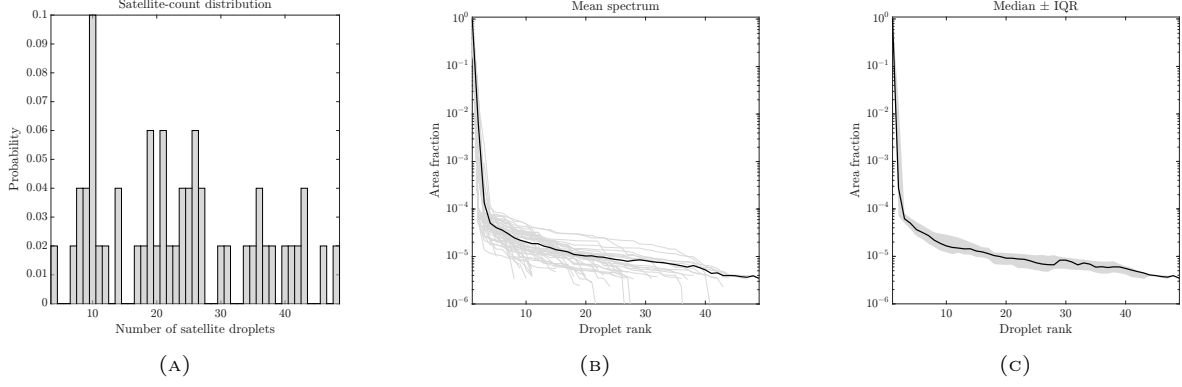 Satellite-count distribution
0.1
0.09
0.08
0.07
0.06
0.05
0.04
0.03
0.02
0.01
0
Probability
10 20 30 40
Number of satellite droplets
(A)
Mean spectrum
10^0
10^-1
10^-2
10^-3
10^-4
10^-5
10^-6
Area fraction
10 20 30 40
Droplet rank
(B)
Median ± IQR
10^0
10^-1
10^-2
10^-3
10^-4
10^-5
10^-6
Area fraction
10 20 30 40
Droplet rank
(C)